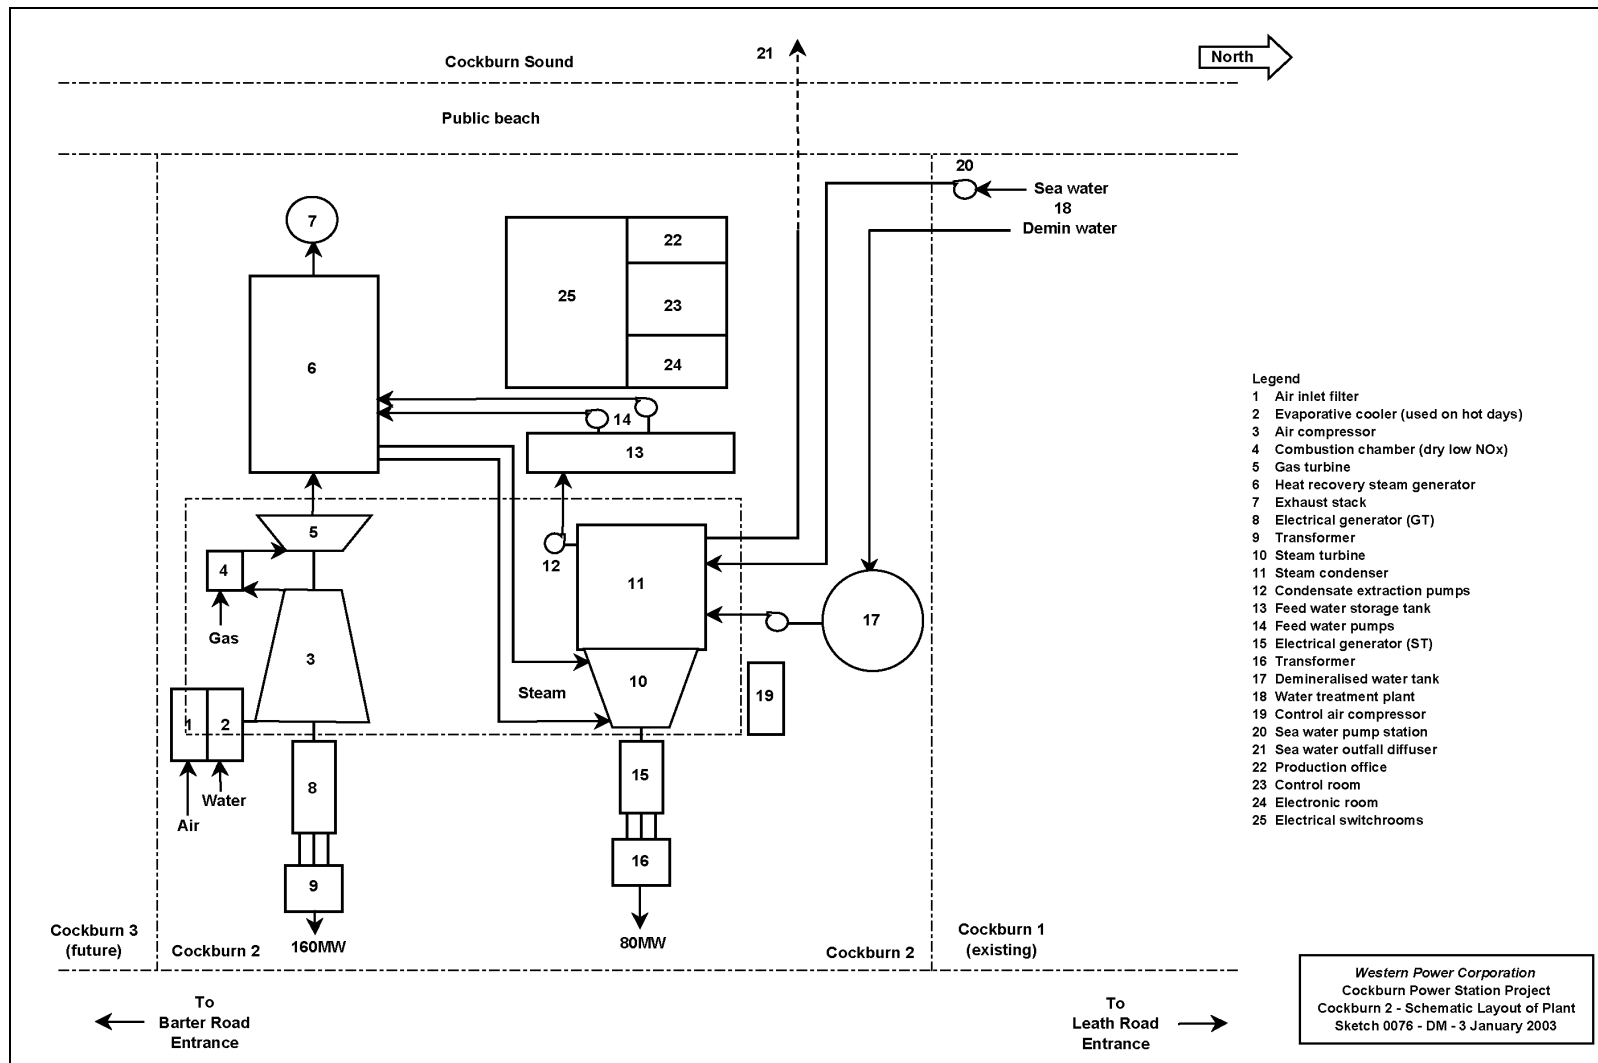 21
Cockburn Sound
North
Public beach
20
Sea water
18
Demin water
7
22
25
23
24
6
14
13
5
12
11
4
17
Gas
3
10
Steam
19
1
2
15
8
Water
Air
16
9
160MW
80MW
Cockburn 3
(future)
Cockburn 2
Cockburn 2
Cockburn 1
(existing)
Legend
1 Air inlet filter
2 Evaporative cooler (used on hot days)
3 Air compressor
4 Combustion chamber (dry low NOx)
5 Gas turbine
6 Heat recovery steam generator
7 Exhaust stack
8 Electrical generator (GT)
9 Transformer
10 Steam turbine
11 Steam condenser
12 Condensate extraction pumps
13 Feed water storage tank
14 Feed water pumps
15 Electrical generator (ST)
16 Transformer
17 Demineralised water tank
18 Water treatment plant
19 Control air compressor
20 Sea water pump station
21 Sea water outfall diffuser
22 Production office
23 Control room
24 Electronic room
25 Electrical switchrooms
To
Barter Road
Entrance
To
Leath Road
Entrance
Western Power Corporation
Cockburn Power Station Project
Cockburn 2 - Schematic Layout of Plant
Sketch 0076 - DM - 3 January 2003